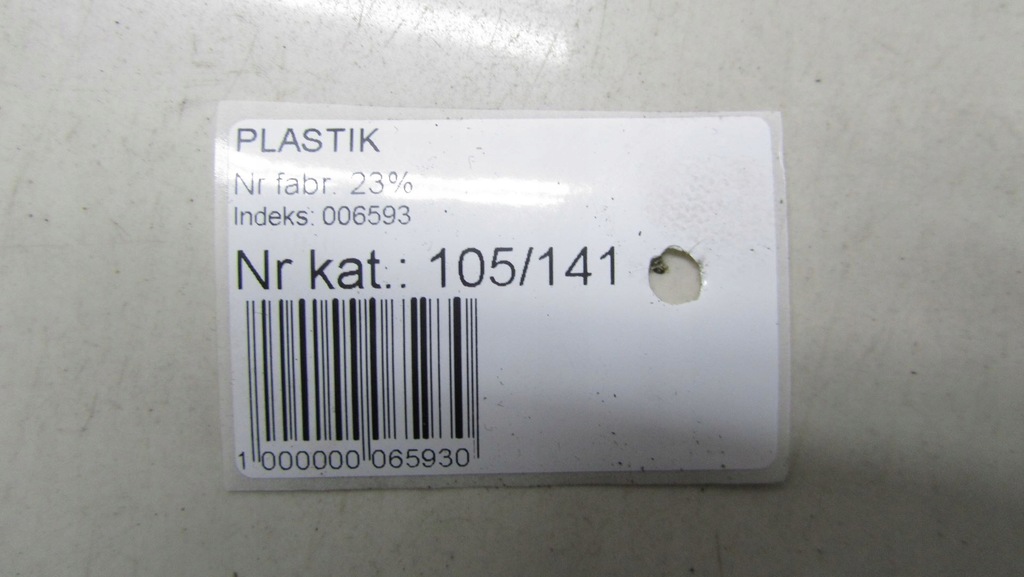 PLASTIK
Nr fabr: 23%
Indeks: 006593
Nr kat.: 105/141
1 000000 065930